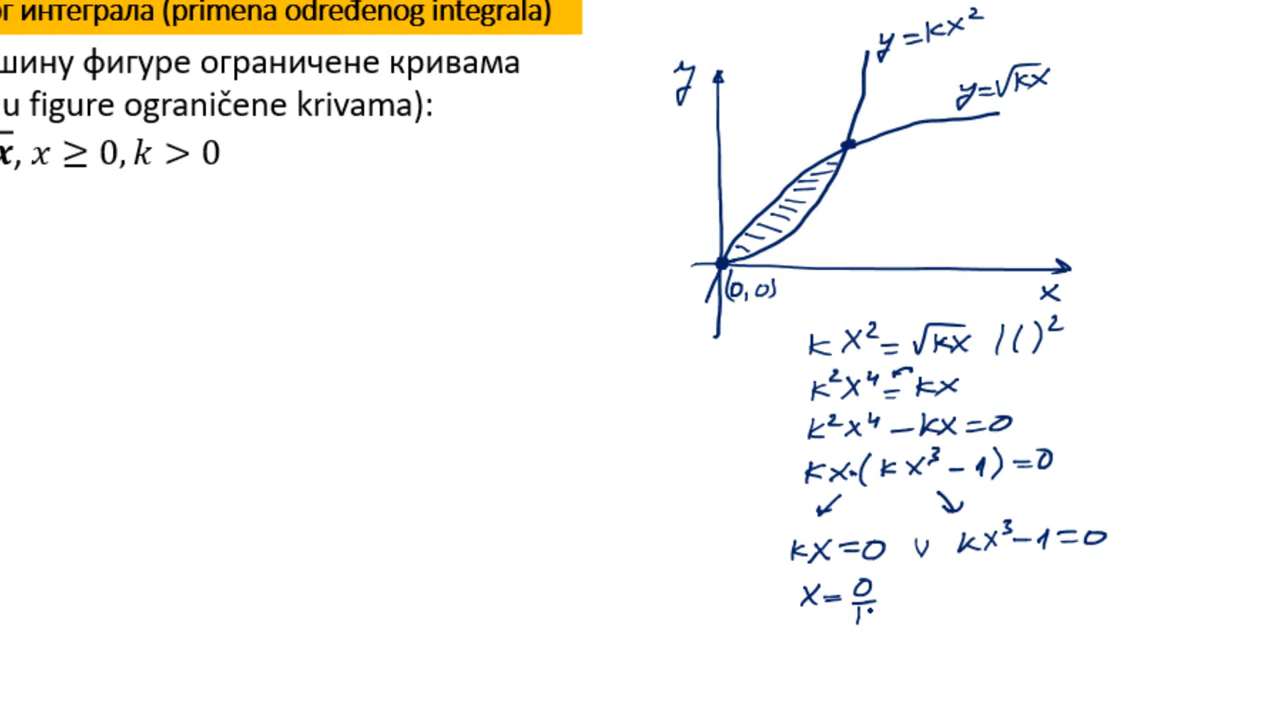 ог интеграла (primena određenog integrala)
шину фигуре ограничене кривама
u figure ograničene krivama):
x, x ≥ 0, k > 0
y = kx²
y = √kx
y
(0,0)
x
kx² = √kx /()²
k²x⁴ = kx
k²x⁴ - kx = 0
kx·(kx³ - 1) = 0
↙ ↘
kx = 0 ∨ kx³ - 1 = 0
x = 0/